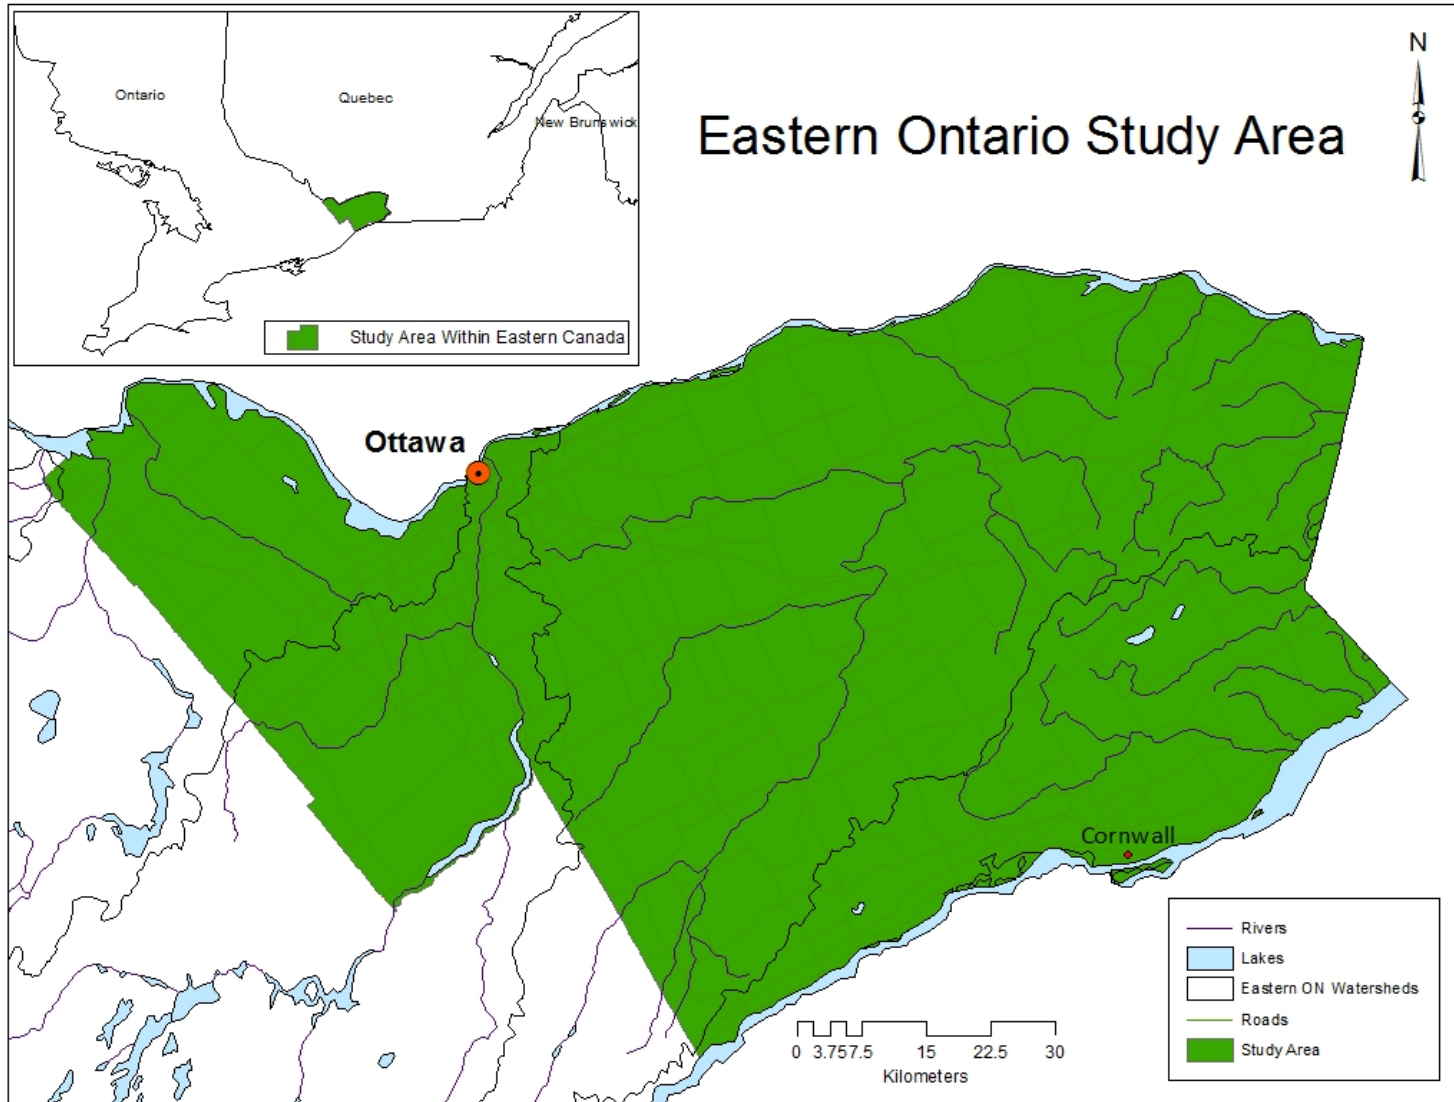 Ontario
Quebec
New Brunswick
Study Area Within Eastern Canada
Eastern Ontario Study Area
N
Ottawa
Cornwall
0 3.75 7.5 15 22.5 30
Kilometers
Rivers
Lakes
Eastern ON Watersheds
Roads
Study Area